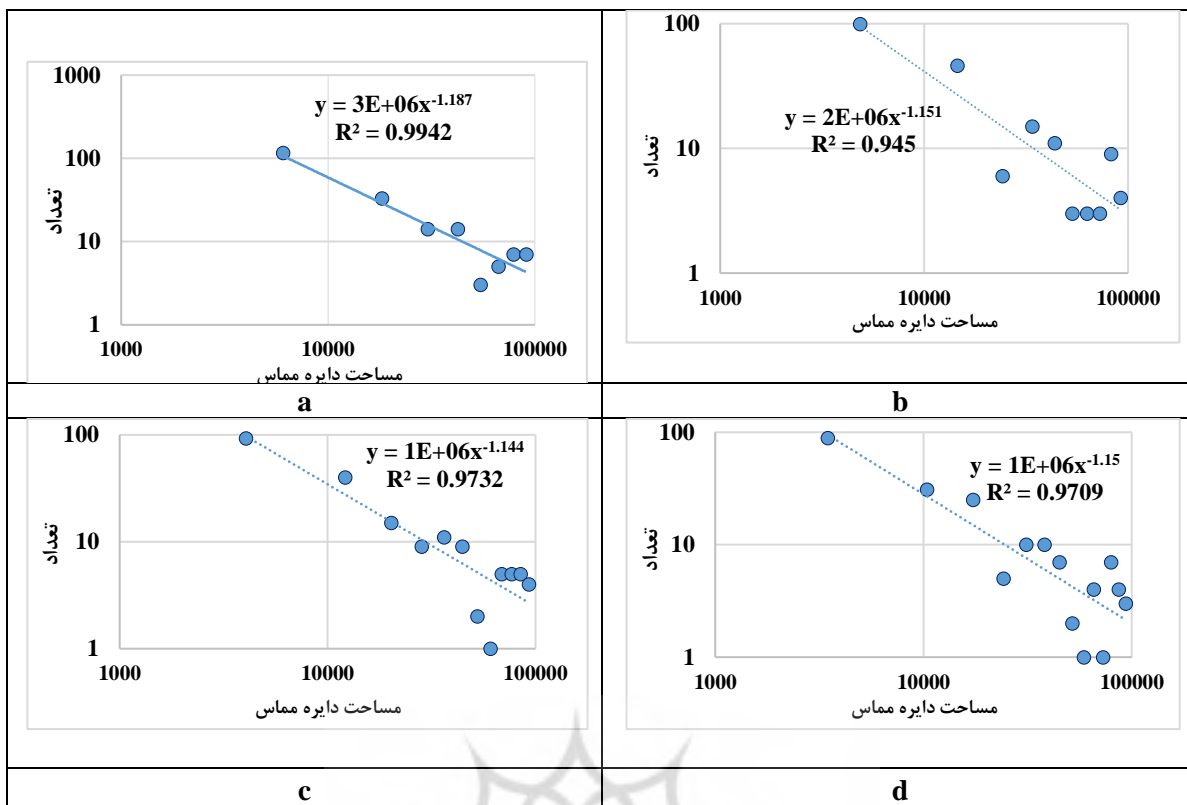 1000
100
10
1
تعداد
y = 3E+06x^-1.187
R² = 0.9942
1000 10000 100000
مساحت دایره مماس
a
100
10
1
تعداد
y = 2E+06x^-1.151
R² = 0.945
1000 10000 100000
مساحت دایره مماس
b
100
10
1
تعداد
y = 1E+06x^-1.144
R² = 0.9732
1000 10000 100000
مساحت دایره مماس
c
100
10
1
تعداد
y = 1E+06x^-1.15
R² = 0.9709
1000 10000 100000
مساحت دایره مماس
d